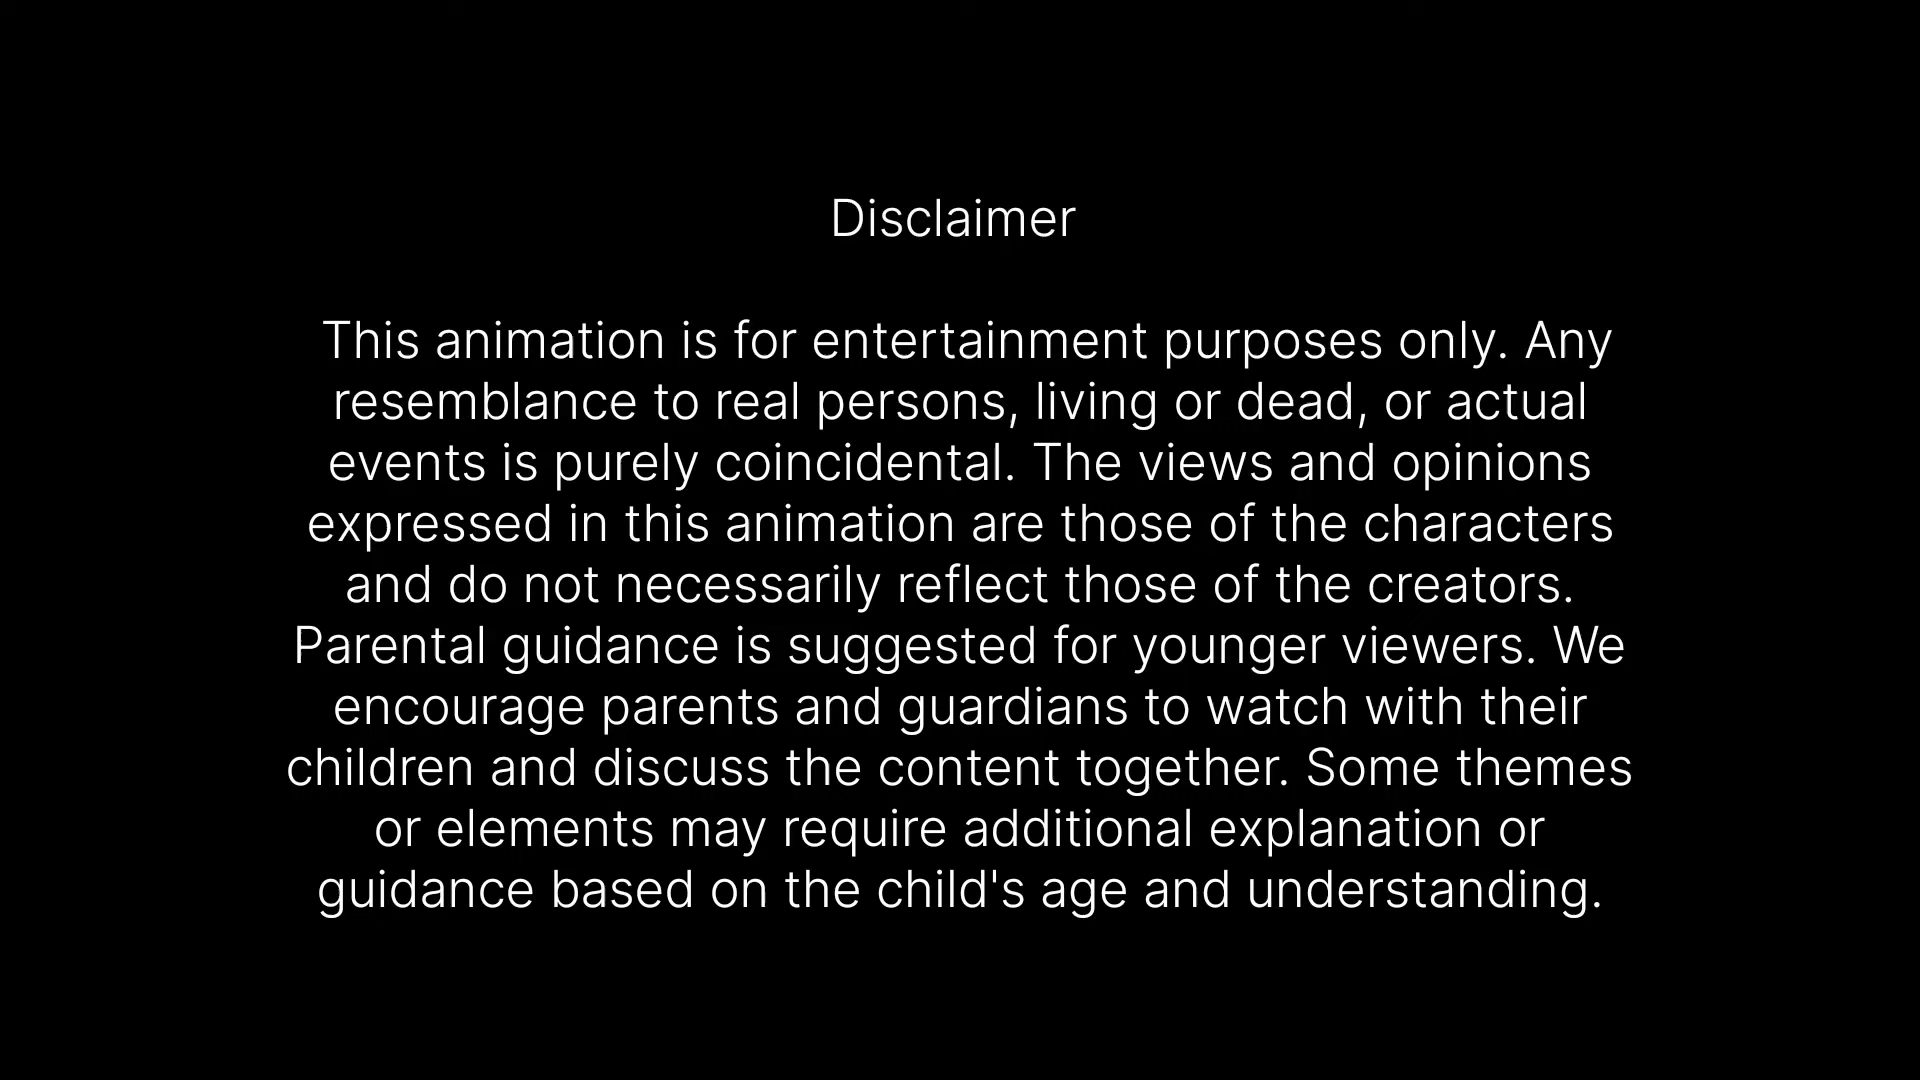 Disclaimer
This animation is for entertainment purposes only. Any
resemblance to real persons, living or dead, or actual
events is purely coincidental. The views and opinions
expressed in this animation are those of the characters
and do not necessarily reflect those of the creators.
Parental guidance is suggested for younger viewers. We
encourage parents and guardians to watch with their
children and discuss the content together. Some themes
or elements may require additional explanation or
guidance based on the child's age and understanding.